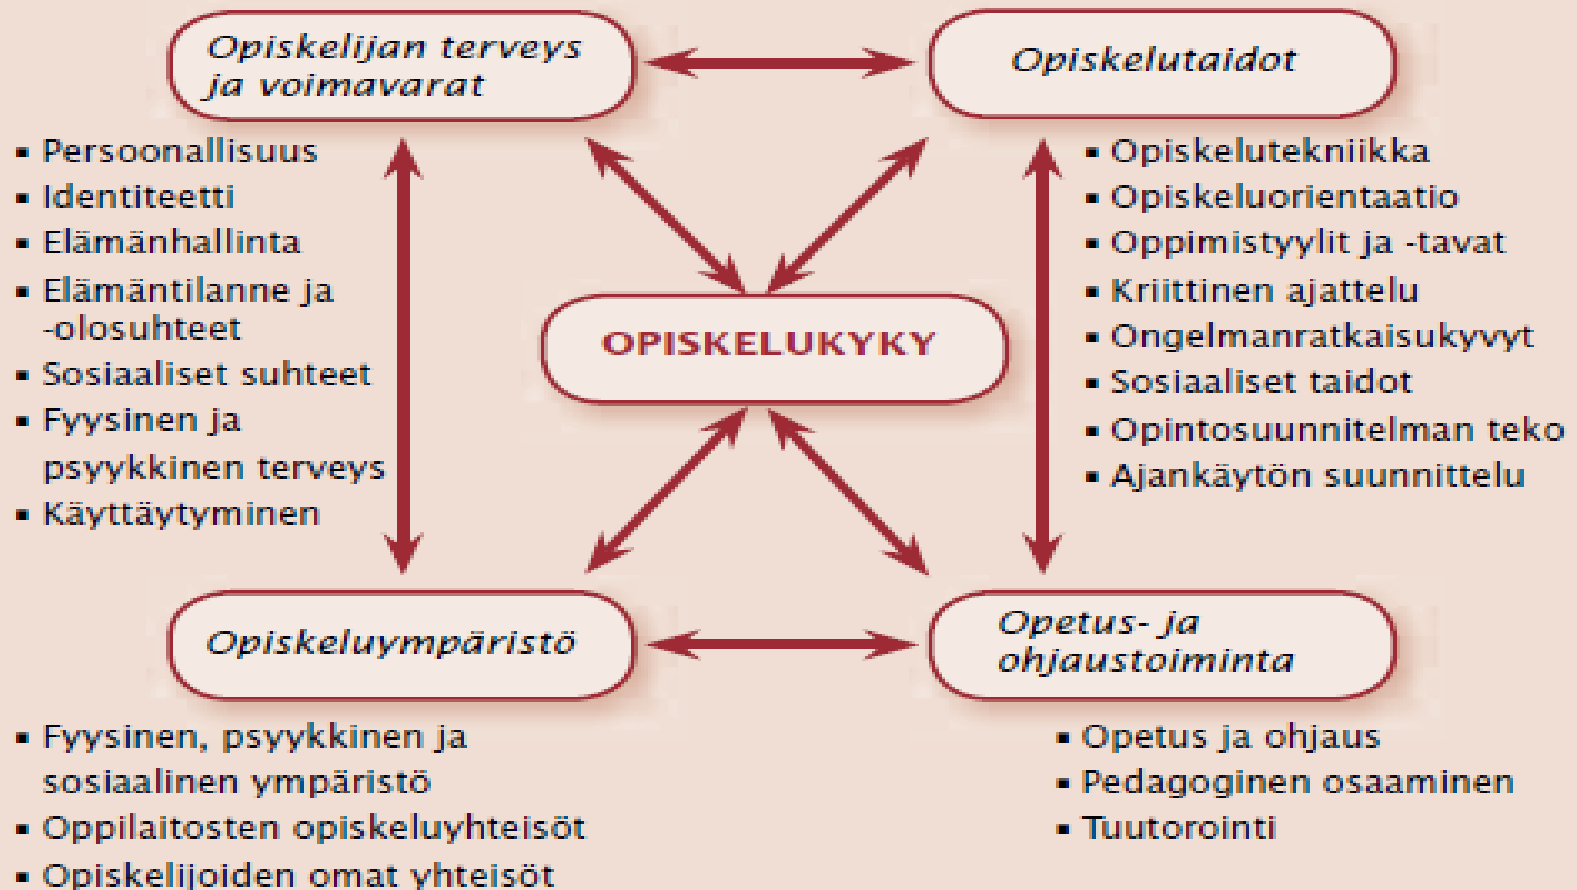 Opiskelijan terveys
ja voimavarat
▪ Persoonallisuus
▪ Identiteetti
▪ Elämänhallinta
▪ Elämäntilanne ja
-olosuhteet
▪ Sosiaaliset suhteet
▪ Fyysinen ja
psyykkinen terveys
▪ Käyttäytyminen
Opiskelutaidot
▪ Opiskelutekniikka
▪ Opiskeluorientaatio
▪ Oppimistyylit ja -tavat
▪ Kriittinen ajattelu
▪ Ongelmanratkaisukyvyt
▪ Sosiaaliset taidot
▪ Opintosuunnitelman teko
▪ Ajankäytön suunnittelu
OPISKELUKYKY
Opiskeluympäristö
▪ Fyysinen, psyykkinen ja
sosiaalinen ympäristö
▪ Oppilaitosten opiskeluyhteisöt
▪ Opiskelijoiden omat yhteisöt
Opetus- ja
ohjaustoiminta
▪ Opetus ja ohjaus
▪ Pedagoginen osaaminen
▪ Tuutorointi